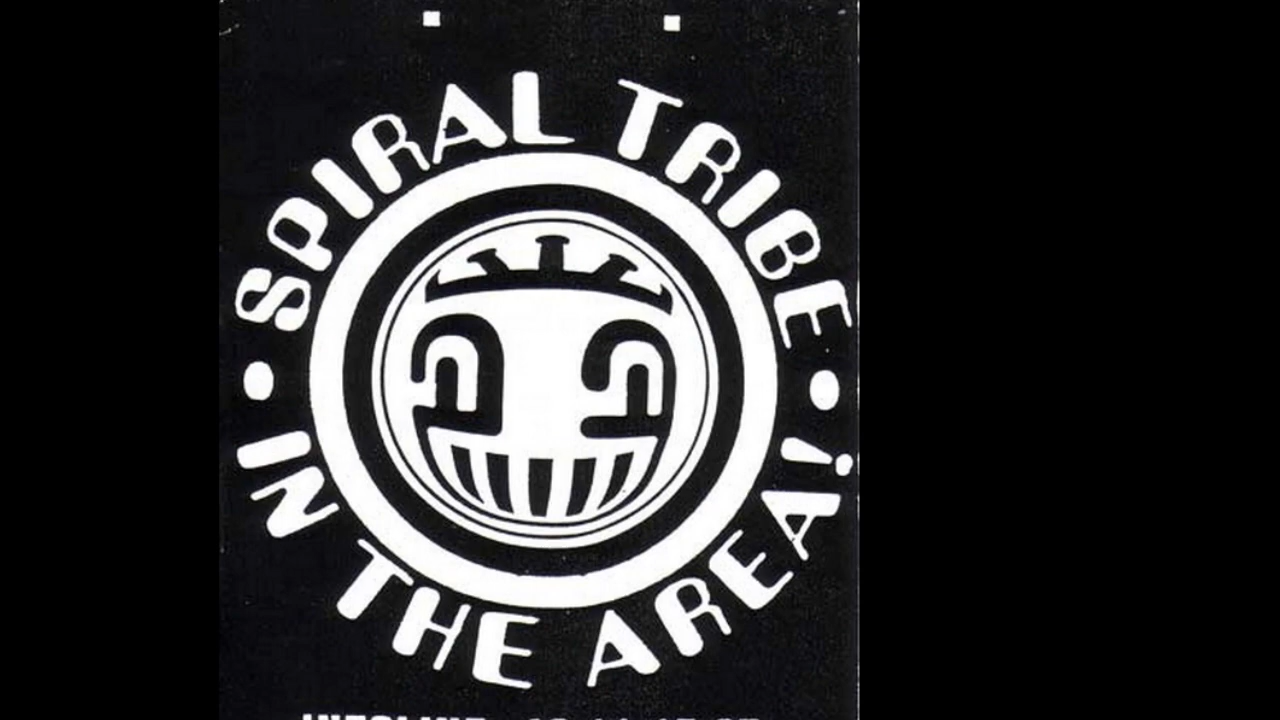 SPIRAL TRIBE
• IN THE AREA! •